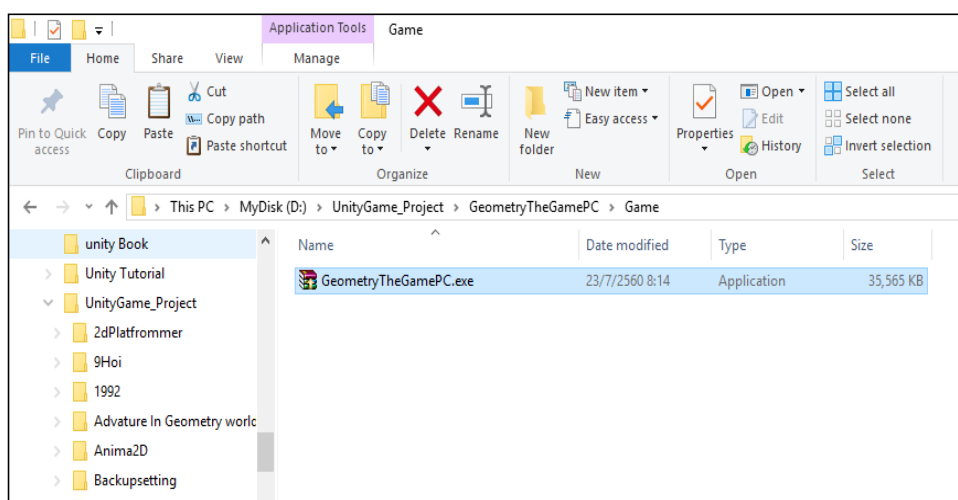 Application Tools Game
File Home Share View Manage
Pin to Quick access
Copy
Paste
Cut
Copy path
Paste shortcut
Clipboard
Move to
Copy to
Delete
Rename
Organize
New folder
New item
Easy access
New
Properties
Open
Edit
History
Open
Select all
Select none
Invert selection
Select
This PC > MyDisk (D:) > UnityGame_Project > GeometryTheGamePC > Game
unity Book
Unity Tutorial
UnityGame_Project
2dPlatfrommer
9Hoi
1992
Advature In Geometry world
Anima2D
Backupsetting
Name Date modified Type Size
GeometryTheGamePC.exe 23/7/2560 8:14 Application 35,565 KB